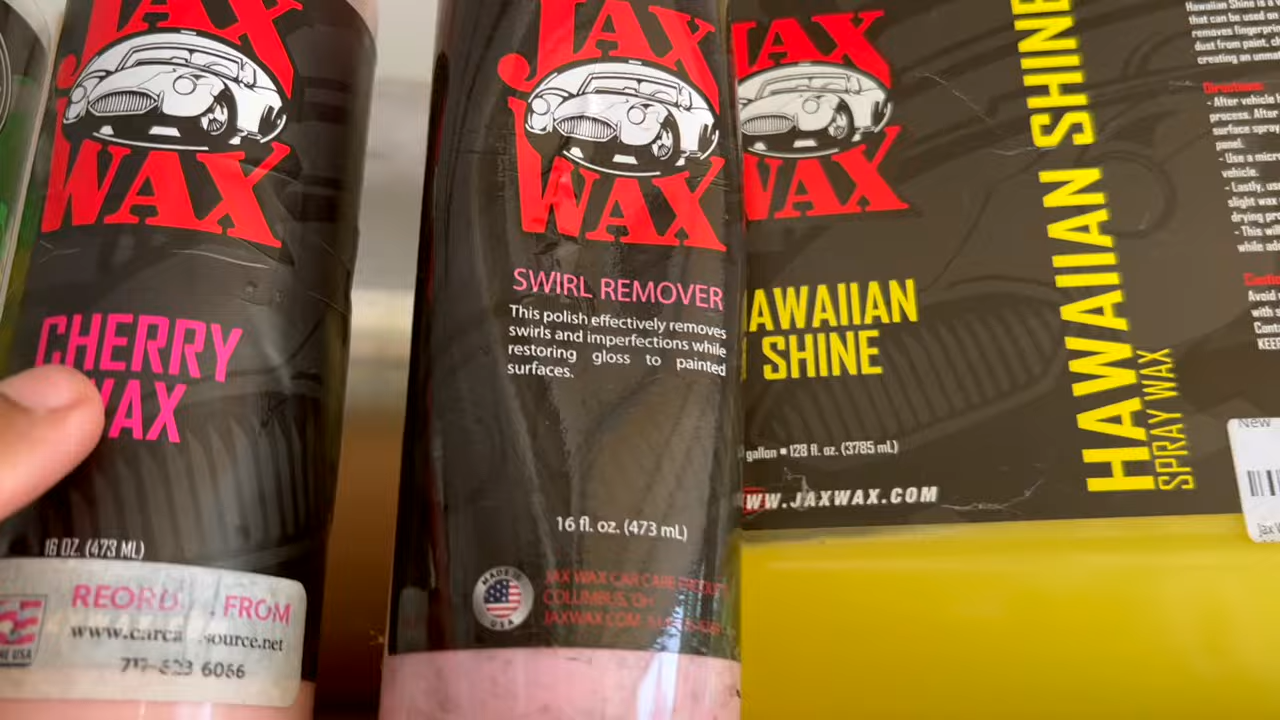 JAX
WAX
CHERRY
WAX
16 OZ. (473 ML)
REORD FROM
www.carca source.net
6066
JAX
WAX
SWIRL REMOVER
This polish effectively removes
swirls and imperfections while
restoring gloss to painted
surfaces.
16 fl. oz. (473 mL)
MADE IN
USA
JAX WAX CAR CARE
COLUMBUS, OH
JAXWAX.COM
JAX
WAX
AWAIIAN
SHINE
gallon • 128 fl. oz. (3785 mL)
WWW.JAXWAX.COM
HAWAIIAN SHINE
SPRAY WAX
Hawaiian Shine is a
that can be used on
removes fingerprin
dust from paint, ch
creating an unma
Directions:
- After vehicle
process. After
surface spray
panel.
- Use a micr
vehicle.
- Lastly, use
slight wax
drying pr
- This wil
while ad
Avoid
with s
Cont
KEE
New
Jax W